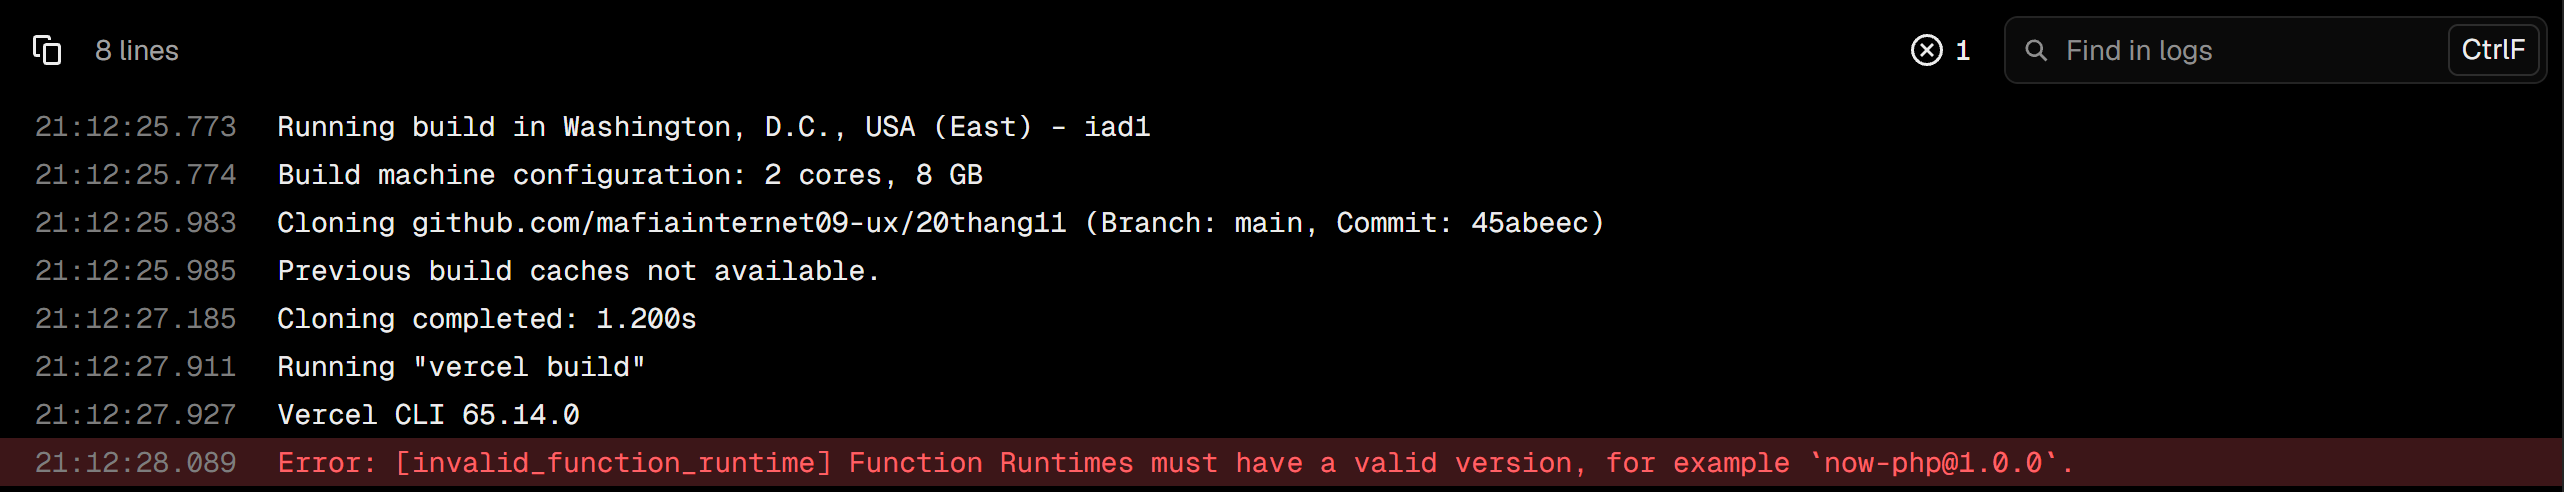 8 lines
1
Find in logs
CtrlF
21:12:25.773 Running build in Washington, D.C., USA (East) – iad1
21:12:25.774 Build machine configuration: 2 cores, 8 GB
21:12:25.983 Cloning github.com/mafiainternet09-ux/20thang11 (Branch: main, Commit: 45abeec)
21:12:25.985 Previous build caches not available.
21:12:27.185 Cloning completed: 1.200s
21:12:27.911 Running "vercel build"
21:12:27.927 Vercel CLI 65.14.0
21:12:28.089 Error: [invalid_function_runtime] Function Runtimes must have a valid version, for example `now-php@1.0.0`.